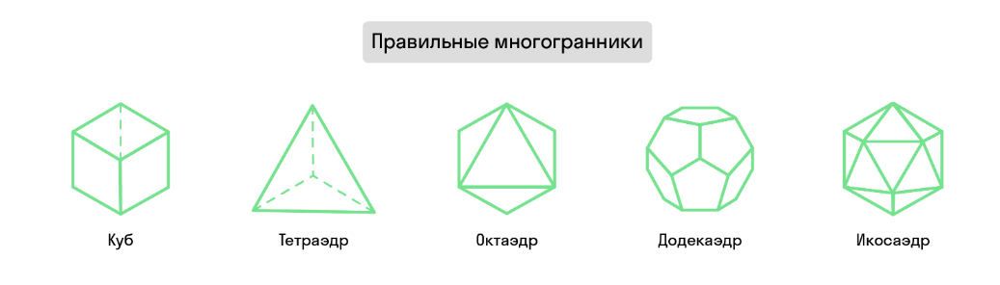 Правильные многогранники
Куб
Тетраэдр
Октаэдр
Додекаэдр
Икосаэдр